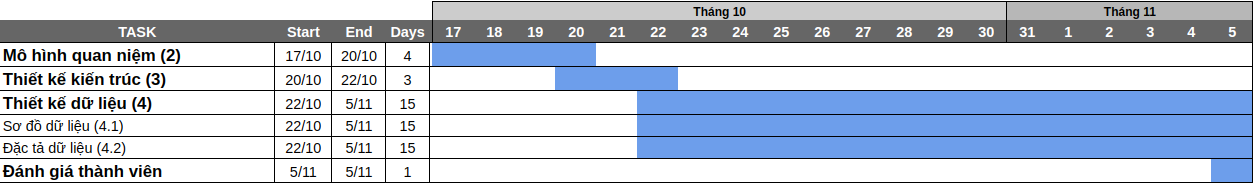 Tháng 10 Tháng 11
TASK Start End Days 17 18 19 20 21 22 23 24 25 26 27 28 29 30 31 1 2 3 4 5
Mô hình quan niệm (2) 17/10 20/10 4
Thiết kế kiến trúc (3) 20/10 22/10 3
Thiết kế dữ liệu (4) 22/10 5/11 15
Sơ đồ dữ liệu (4.1) 22/10 5/11 15
Đặc tả dữ liệu (4.2) 22/10 5/11 15
Đánh giá thành viên 5/11 5/11 1